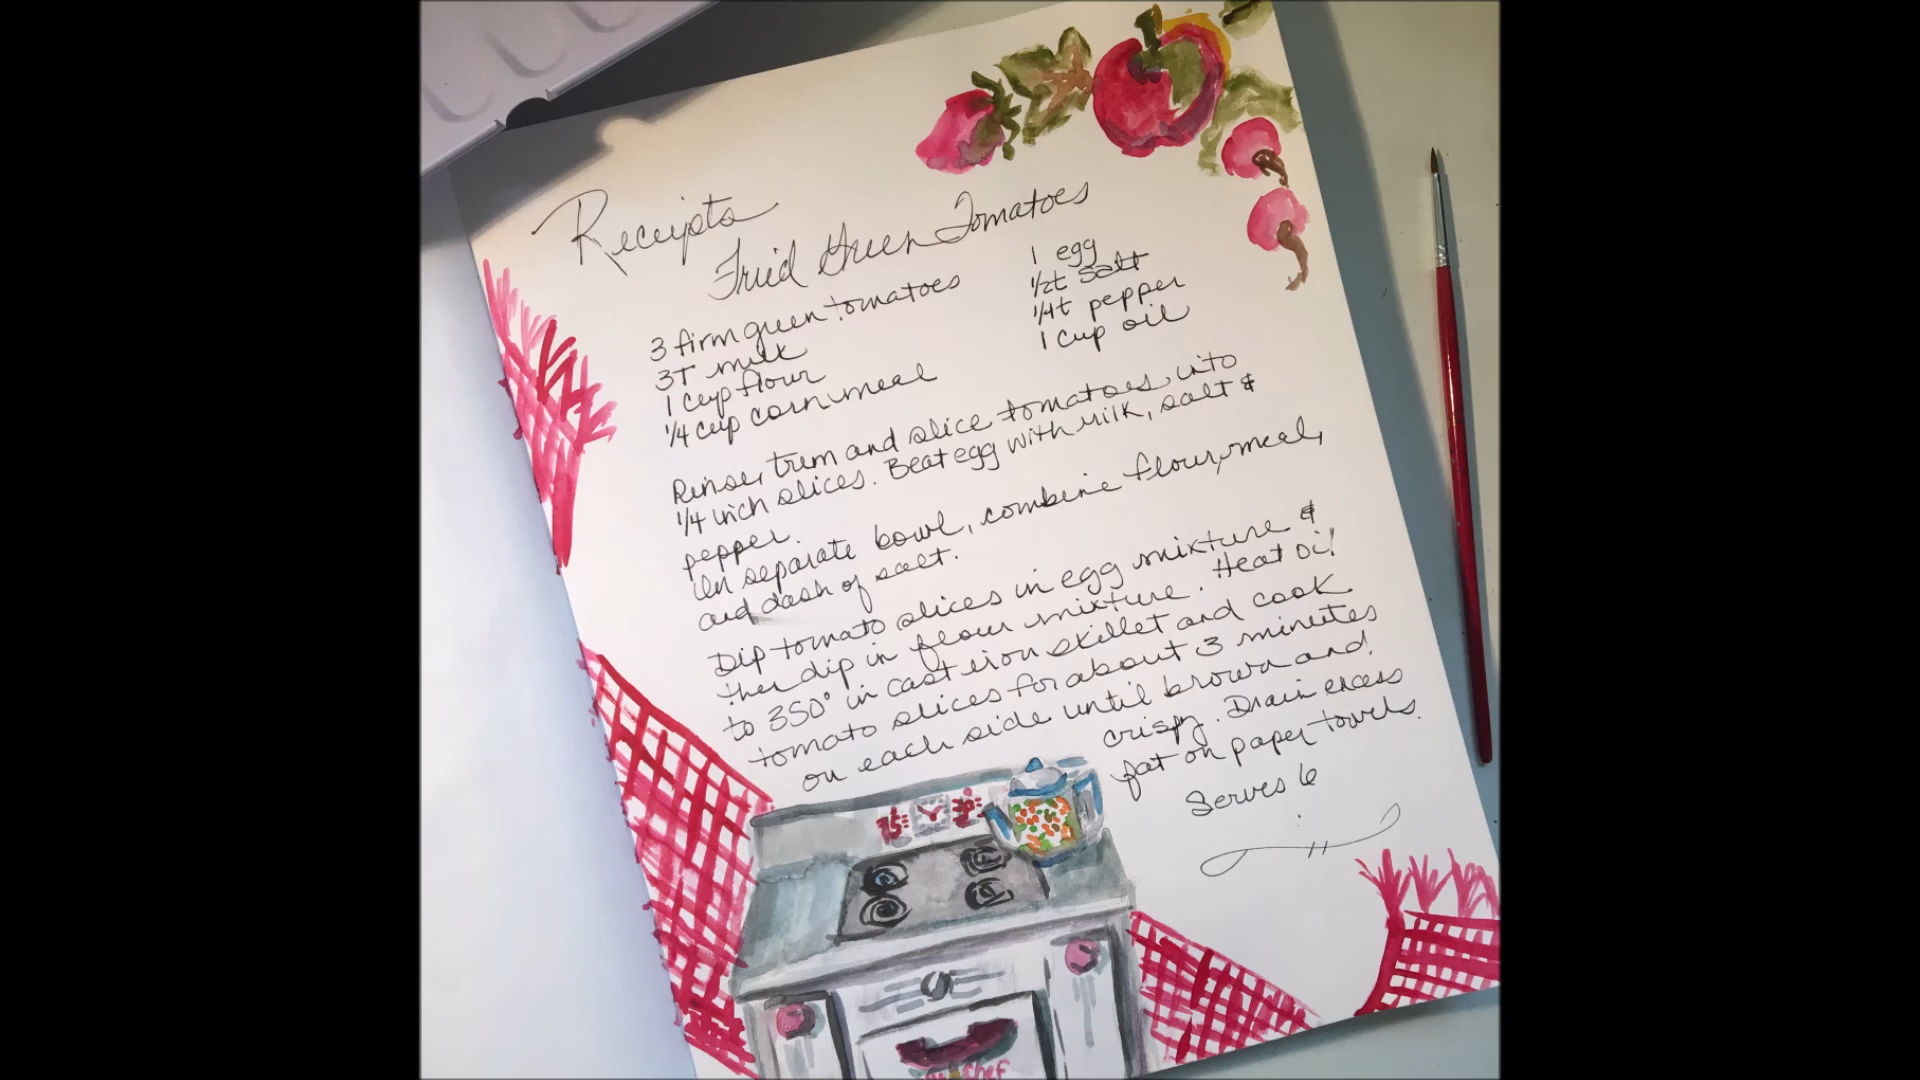 Receipts
Fried Green Tomatoes
3 firm green tomatoes
3T milk
1 cup flour
1/4 cup cornmeal
1 egg
1/2t salt
1/4t pepper
1 cup oil
Rinse, trim and slice tomatoes into
1/4 inch slices. Beat egg with milk, salt &
pepper.
In separate bowl, combine flour, meal,
and dash of salt.
Dip tomato slices in egg mixture &
then dip in flour mixture. Heat oil
to 350° in cast iron skillet and cook
tomato slices for about 3 minutes
on each side until brown and
crispy. Drain excess
fat on paper towels.
Serves 6
chef